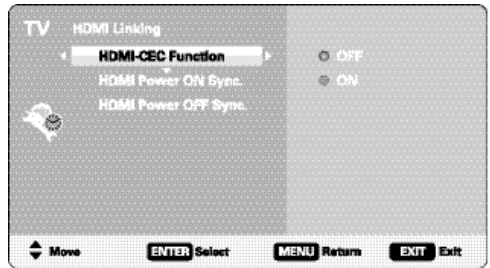 TV HDMI Linking
HDMI-CEC Function OFF
HDMI Power ON Sync. ON
HDMI Power OFF Sync.
Move ENTER Select MENU Return EXIT Exit